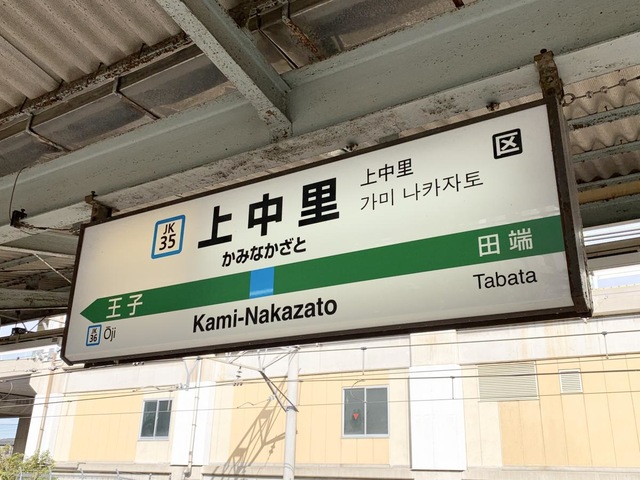 区
JK
35
上中里
上中里
가미 나카자토
かみなかざと
王子
田端
JK
36
Ōji
Kami-Nakazato
Tabata